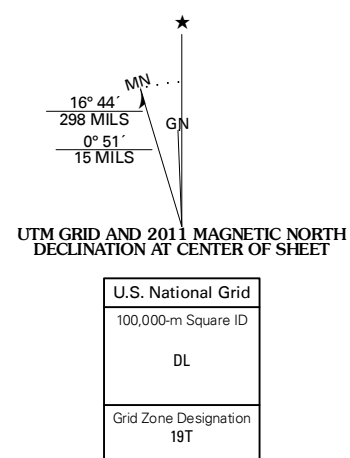 ★
MN
GN
16° 44´
298 MILS
0° 51´
15 MILS
UTM GRID AND 2011 MAGNETIC NORTH
DECLINATION AT CENTER OF SHEET
U.S. National Grid
100,000-m Square ID
DL
Grid Zone Designation
19T